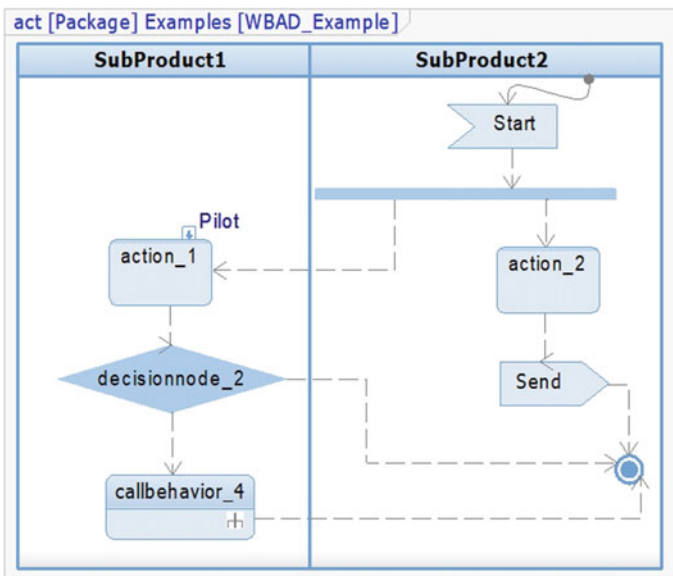 act [Package] Examples [WBAD_Example]
SubProduct1
SubProduct2
Start
Pilot
action_1
action_2
decisionnode_2
Send
callbehavior_4